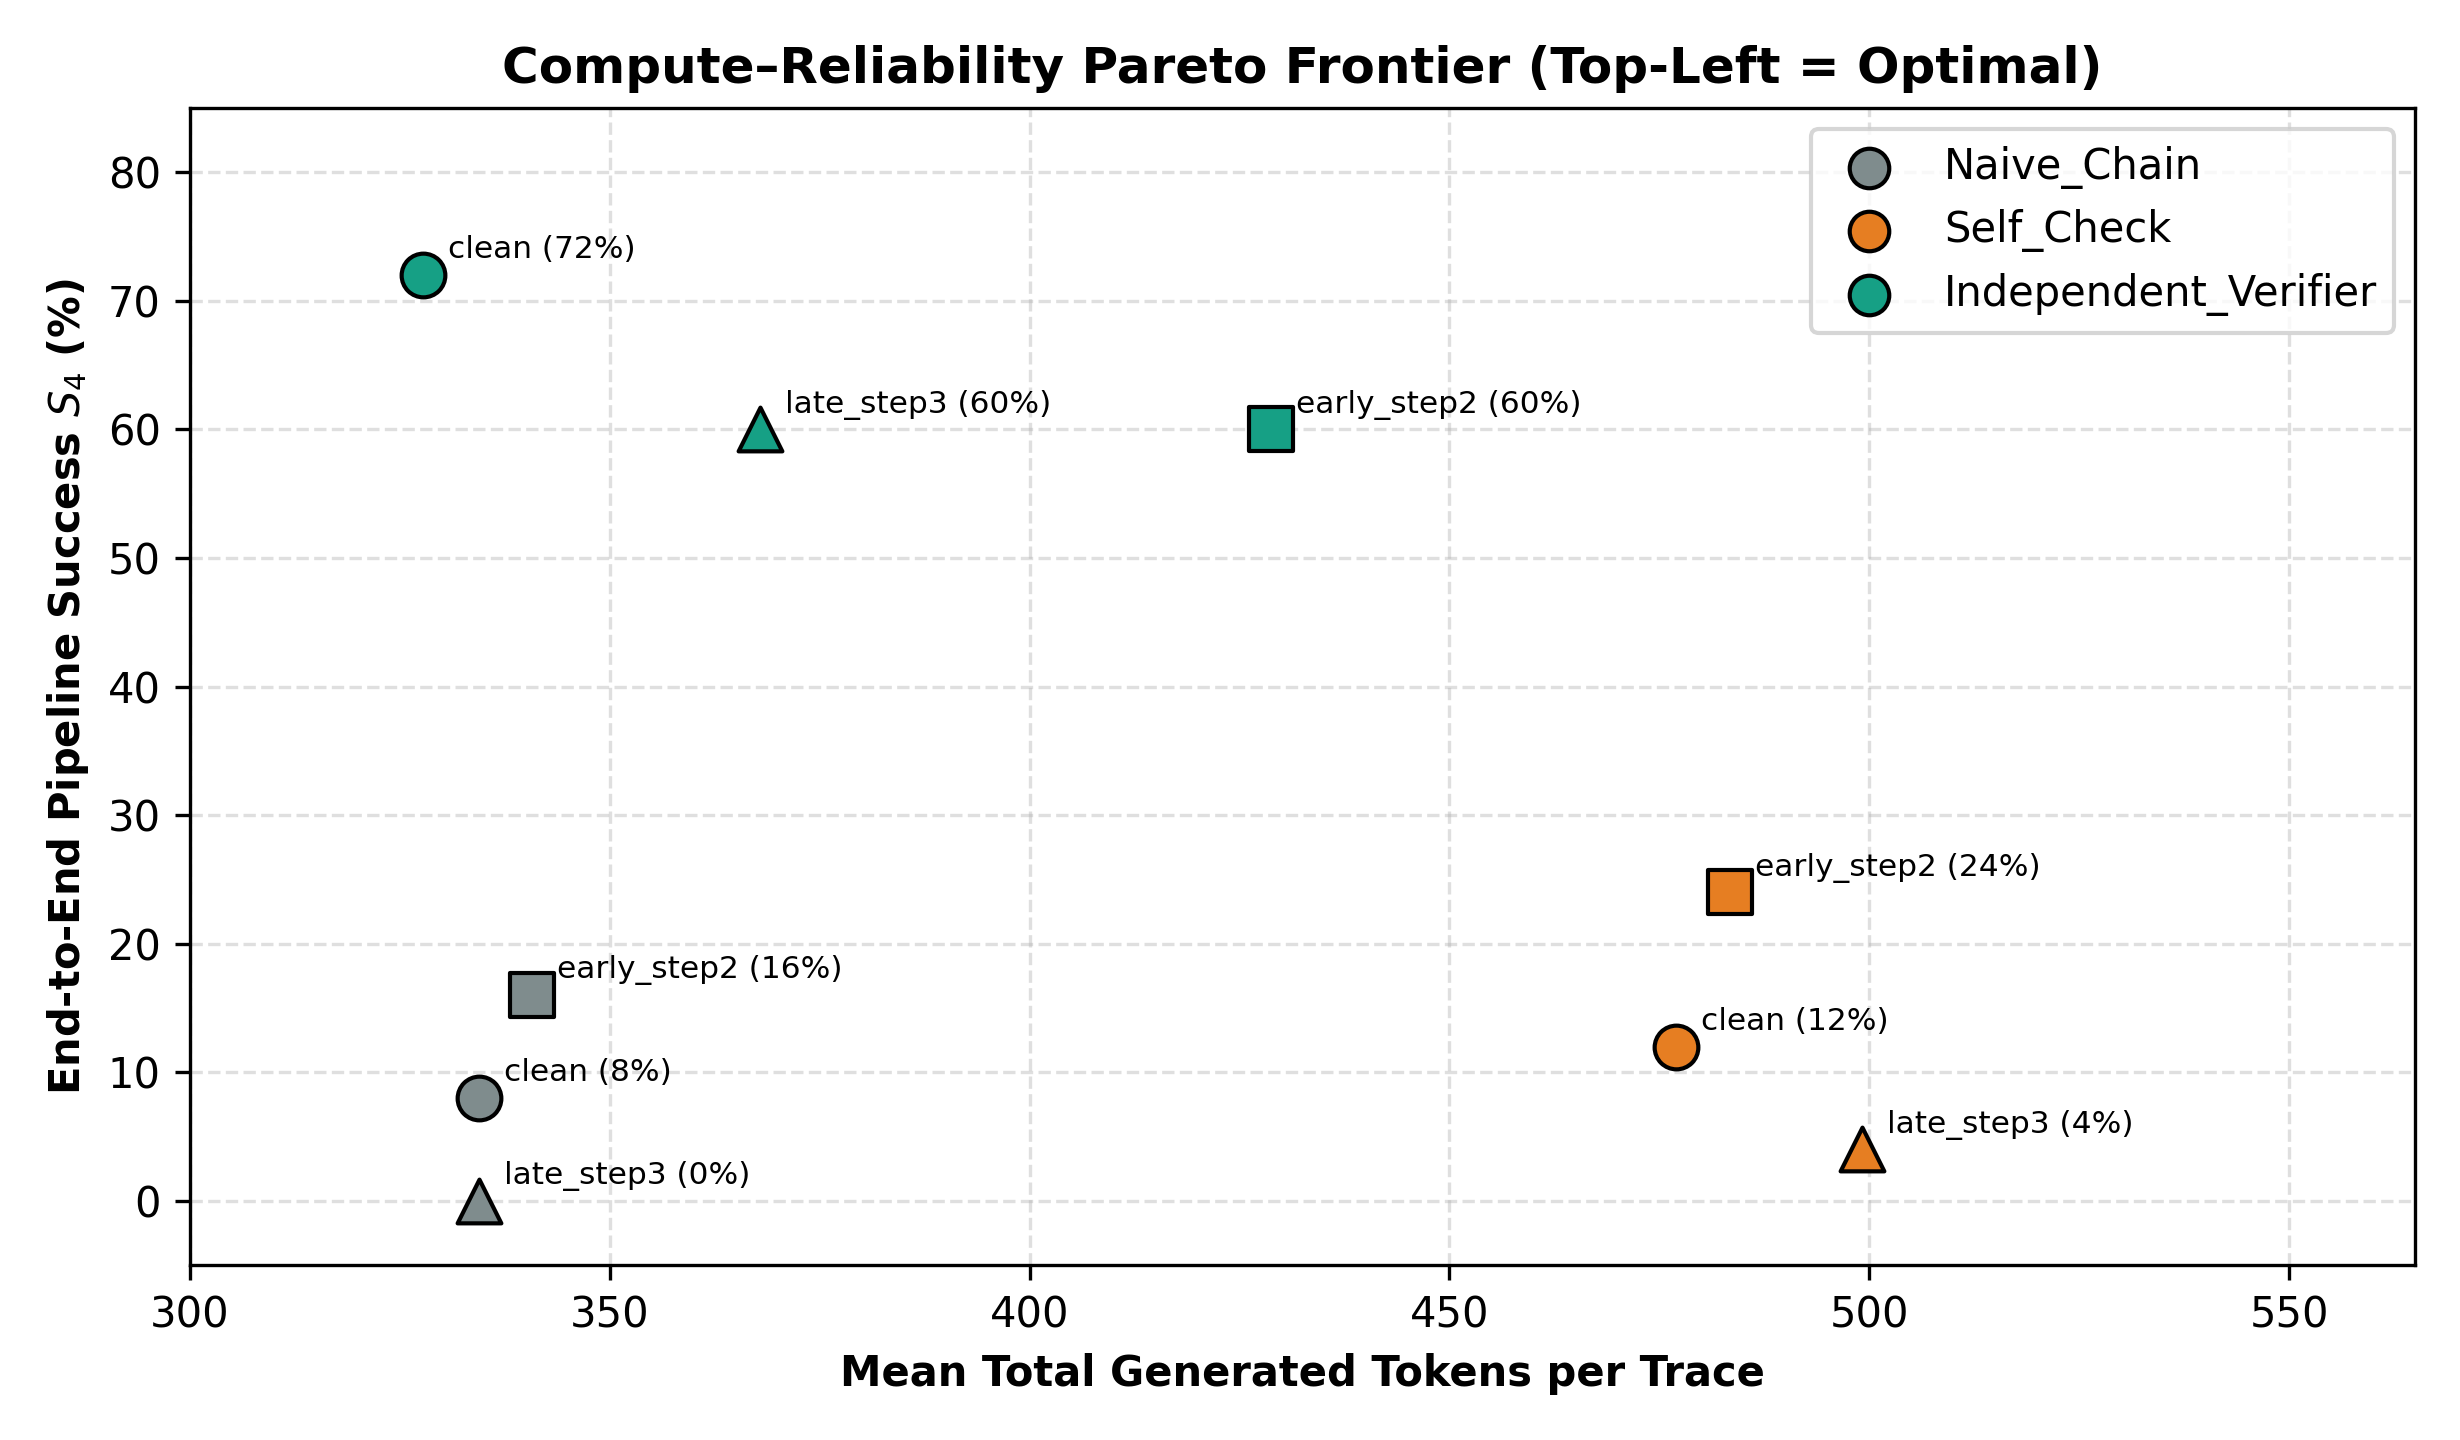 Compute–Reliability Pareto Frontier (Top-Left = Optimal)
End-to-End Pipeline Success S₄ (%)
80
70
60
50
40
30
20
10
0
Naive_Chain
Self_Check
Independent_Verifier
clean (72%)
late_step3 (60%)
early_step2 (60%)
early_step2 (24%)
early_step2 (16%)
clean (12%)
clean (8%)
late_step3 (4%)
late_step3 (0%)
300
350
400
450
500
550
Mean Total Generated Tokens per Trace